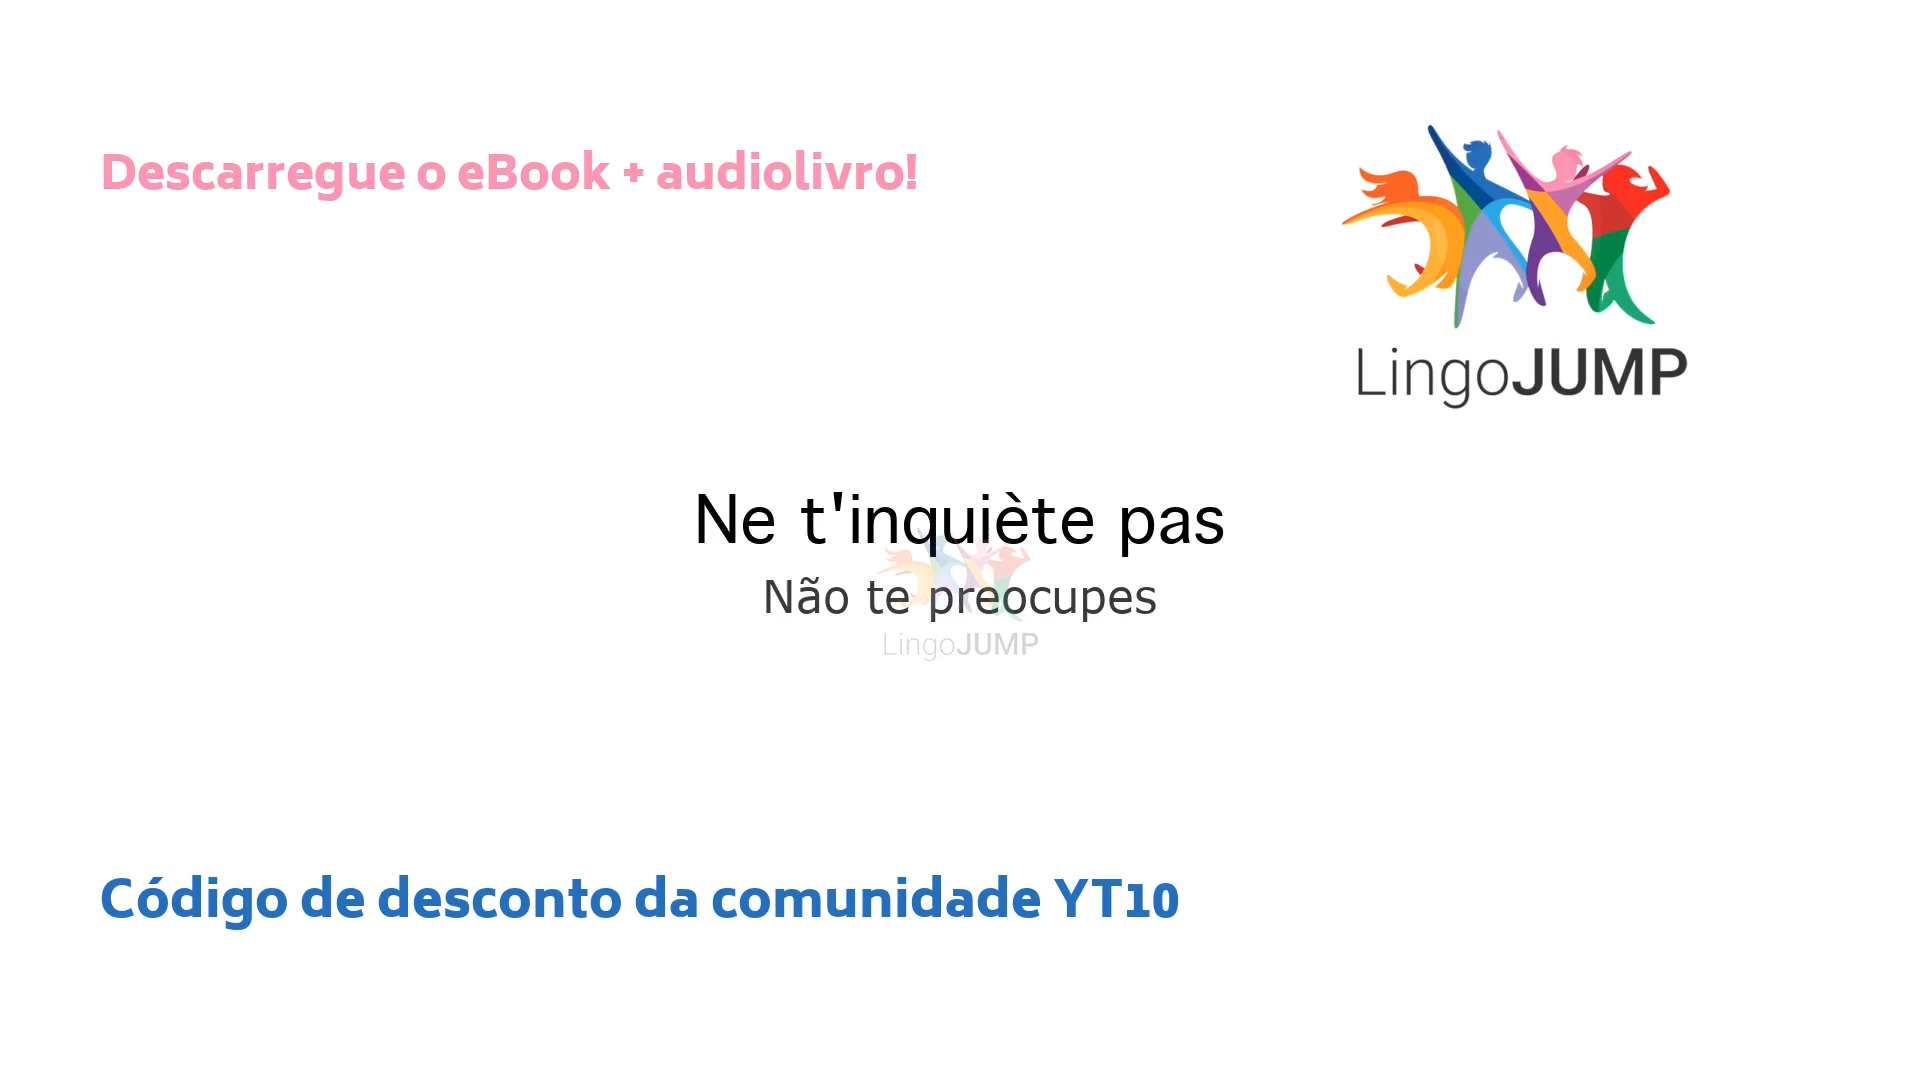 Descarregue o eBook + audiolivro!
LingoJUMP
Ne t'inquiète pas
Não te preocupes
LingoJUMP
Código de desconto da comunidade YT10